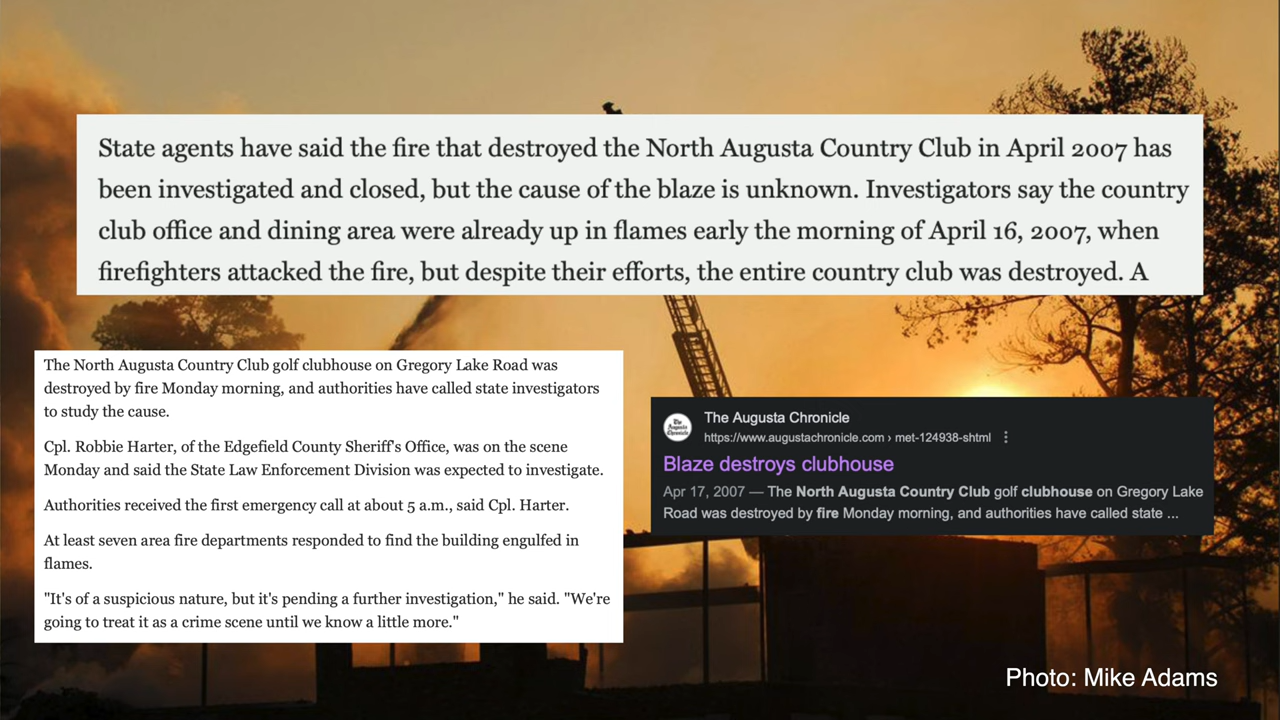 State agents have said the fire that destroyed the North Augusta Country Club in April 2007 has
been investigated and closed, but the cause of the blaze is unknown. Investigators say the country
club office and dining area were already up in flames early the morning of April 16, 2007, when
firefighters attacked the fire, but despite their efforts, the entire country club was destroyed. A
The North Augusta Country Club golf clubhouse on Gregory Lake Road was
destroyed by fire Monday morning, and authorities have called state investigators
to study the cause.
Cpl. Robbie Harter, of the Edgefield County Sheriff's Office, was on the scene
Monday and said the State Law Enforcement Division was expected to investigate.
Authorities received the first emergency call at about 5 a.m., said Cpl. Harter.
At least seven area fire departments responded to find the building engulfed in
flames.
"It's of a suspicious nature, but it's pending a further investigation," he said. "We're
going to treat it as a crime scene until we know a little more."
The Augusta Chronicle
https://www.augustachronicle.com › met-124938-shtml
Blaze destroys clubhouse
Apr 17, 2007 — The North Augusta Country Club golf clubhouse on Gregory Lake
Road was destroyed by fire Monday morning, and authorities have called state ...
Photo: Mike Adams